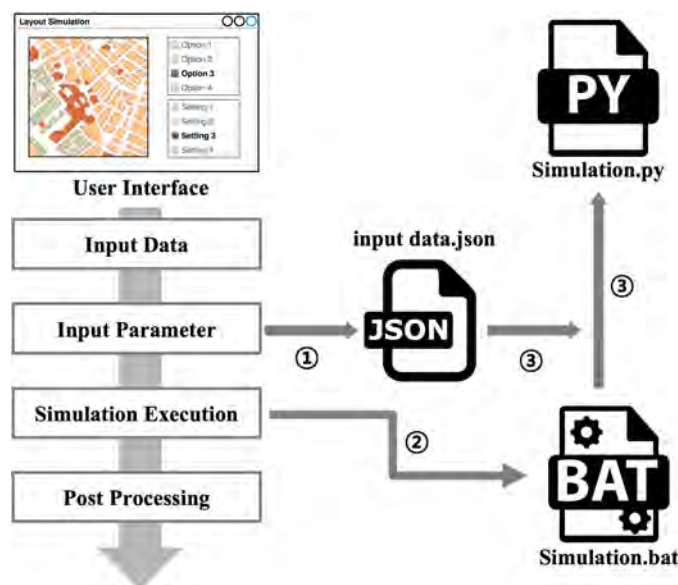 Layout Simulation
Option 1
Option 2
Option 3
Option 4
Setting 1
Setting 2
Setting 3
Setting 4
User Interface
Input Data
Input Parameter
Simulation Execution
Post Processing
①
input data.json
JSON
③
②
PY
Simulation.py
③
BAT
Simulation.bat